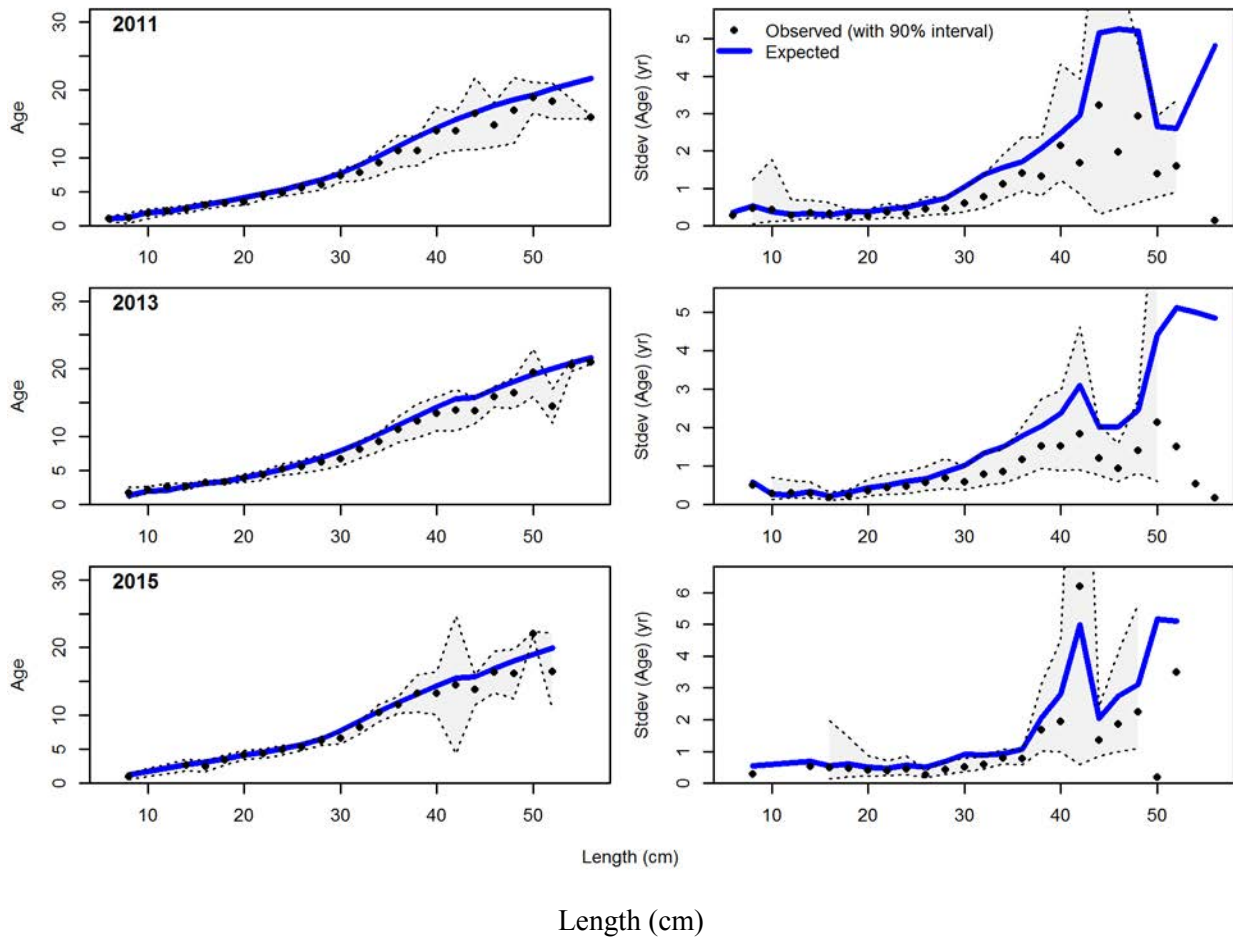 2011
Age
0 5 10 20 30
10 20 30 40 50
Observed (with 90% interval)
Expected
Stdev (Age) (yr)
0 1 2 3 4 5
10 20 30 40 50
2013
Age
0 5 10 20 30
10 20 30 40 50
Stdev (Age) (yr)
0 1 2 3 4 5
10 20 30 40 50
2015
Age
0 5 10 20 30
10 20 30 40 50
Stdev (Age) (yr)
0 1 2 3 4 5 6
10 20 30 40 50
Length (cm)
Length (cm)